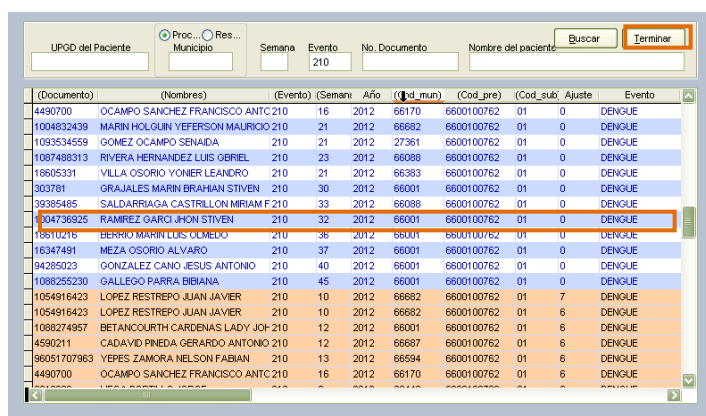 Proc... Res...
UPGD del Paciente Municipio Semana Evento No. Documento Nombre del paciente Buscar Terminar
210
(Documento) (Nombres) (Evento) (Seman Año mun) (Cod_pre) (Cod_sub Ajuste Evento
4490700 OCAMPO SANCHEZ FRANCISCO ANTO 210 16 2012 66170 6600100762 01 0 DENGUE
1004832439 MARIN HOLGUIN YEFERSON MAURICIO 210 21 2012 66682 6600100762 01 0 DENGUE
1093534559 GOMEZ OCAMPO SENAIDA 210 21 2012 27361 6600100762 01 0 DENGUE
1087488313 RIVERA HERNANDEZ LUIS GBRIEL 210 23 2012 66088 6600100762 01 0 DENGUE
18605331 VILLA OSORIO YONIER LEANDRO 210 21 2012 66383 6600100762 01 0 DENGUE
303781 GRAJALES MARIN BRAHIAN STIVEN 210 30 2012 66001 6600100762 01 0 DENGUE
39385485 SALDARRIAGA CASTRILLON MIRIAM F 210 33 2012 66088 6600100762 01 0 DENGUE
1004736925 RAMIREZ GARCI JHON STIVEN 210 32 2012 66001 6600100762 01 0 DENGUE
18610216 BERRIO MARIN LUIS OLMEDO 210 36 2012 66001 6600100762 01 0 DENGUE
16347491 MEZA OSORIO ALVARO 210 37 2012 66001 6600100762 01 0 DENGUE
94285023 GONZALEZ CANO JESUS ANTONIO 210 40 2012 66001 6600100762 01 0 DENGUE
1088255230 GALLEGO PARRA BIBIANA 210 45 2012 66001 6600100762 01 0 DENGUE
1054916423 LOPEZ RESTREPO JUAN JAVIER 210 10 2012 66682 6600100762 01 7 DENGUE
1054916423 LOPEZ RESTREPO JUAN JAVIER 210 10 2012 66682 6600100762 01 6 DENGUE
1088274957 BETANCOURTH CARDENAS LADY JOH 210 12 2012 66001 6600100762 01 6 DENGUE
4590211 CADAVID PINEDA GERARDO ANTONIO 210 12 2012 66687 6600100762 01 6 DENGUE
96051707963 YEPES ZAMORA NELSON FABIAN 210 13 2012 66594 6600100762 01 6 DENGUE
4490700 OCAMPO SANCHEZ FRANCISCO ANTO 210 16 2012 66170 6600100762 01 6 DENGUE